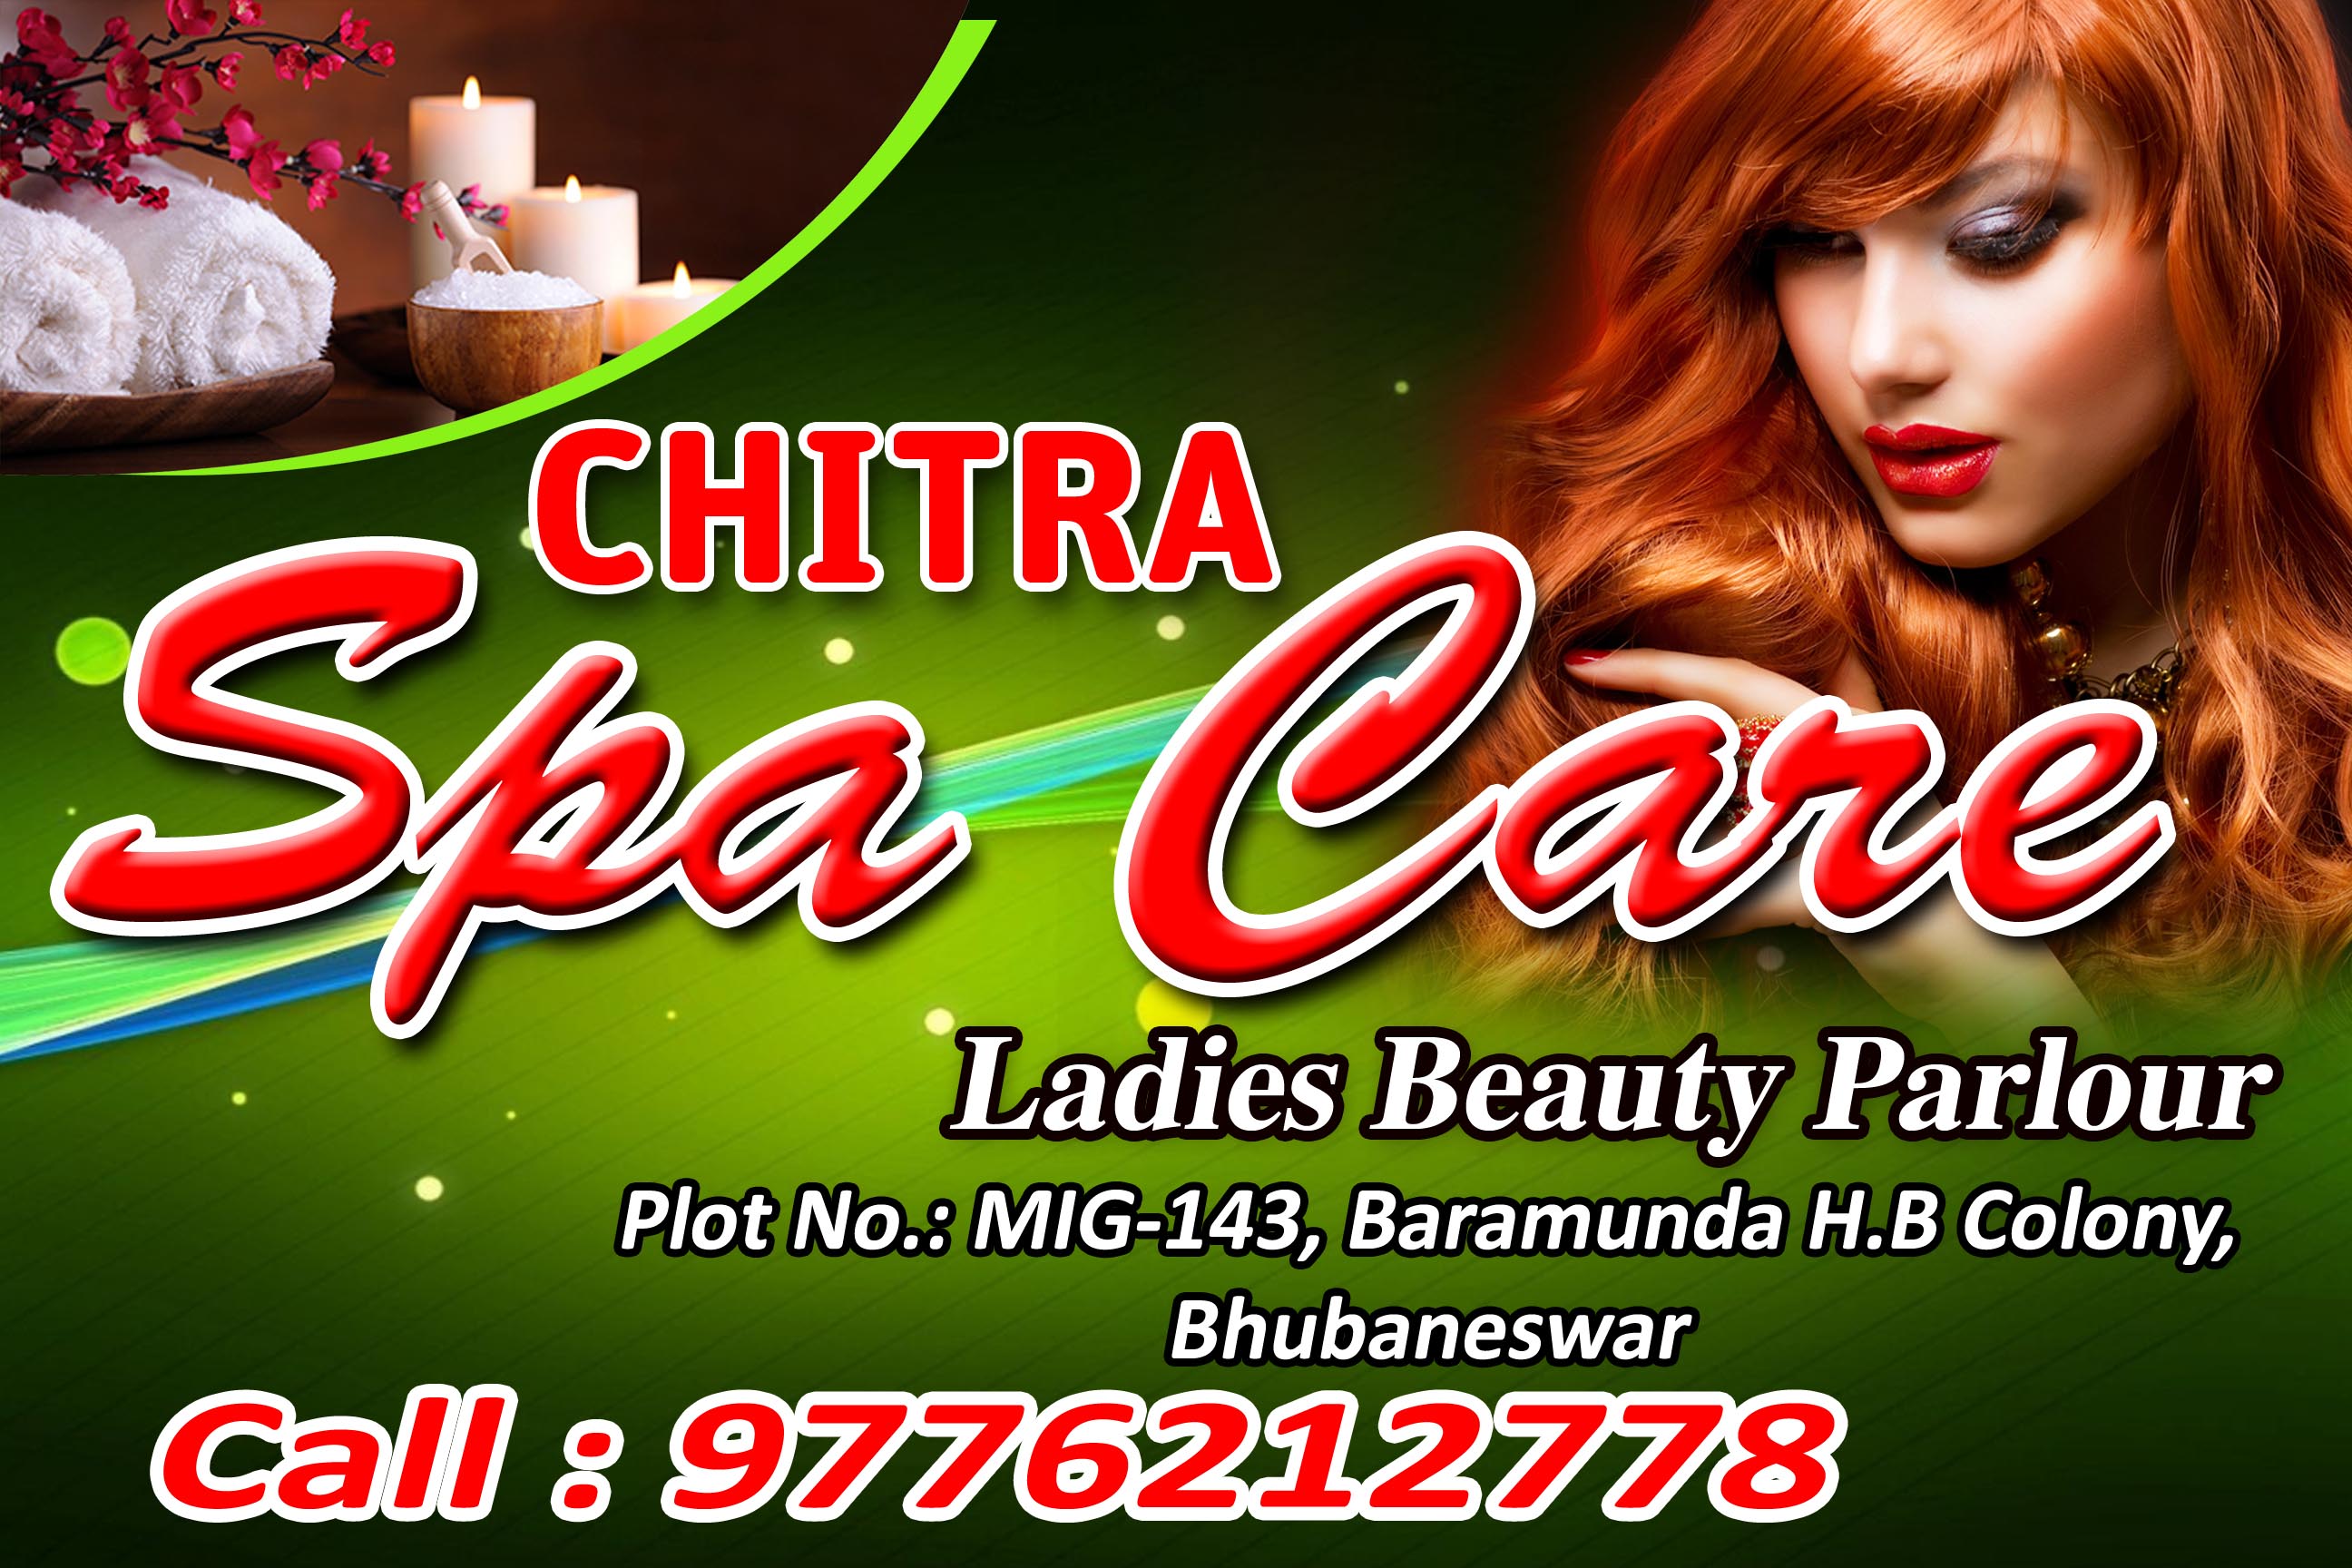 CHITRA
Spa Care
Ladies Beauty Parlour
Plot No.: MIG-143, Baramunda H.B Colony,
Bhubaneswar
Call : 9776212778